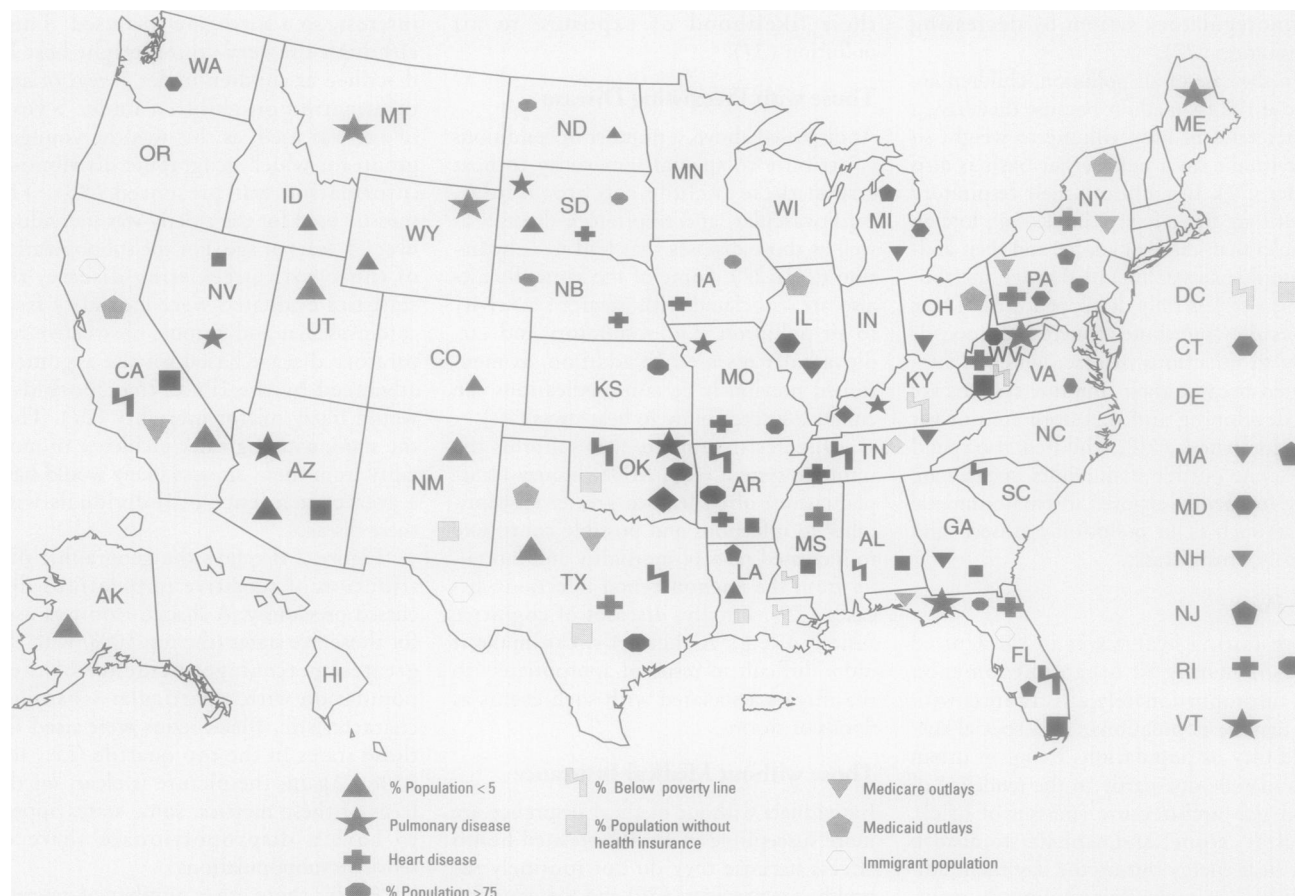 WA
MT
ND
ME
OR
MN
ID
SD
WI
MI
NY
WY
IA
PA
NV
NB
OH
DC
UT
IL
IN
CO
WV
CT
CA
KS
MO
KY
VA
DE
NC
AZ
OK
TN
MA
NM
AR
SC
MD
GA
MS
AL
NH
TX
LA
AK
NJ
FL
HI
RI
VT
% Population <5
% Below poverty line
Medicare outlays
Pulmonary disease
% Population without
health insurance
Medicaid outlays
Heart disease
Immigrant population
% Population >75